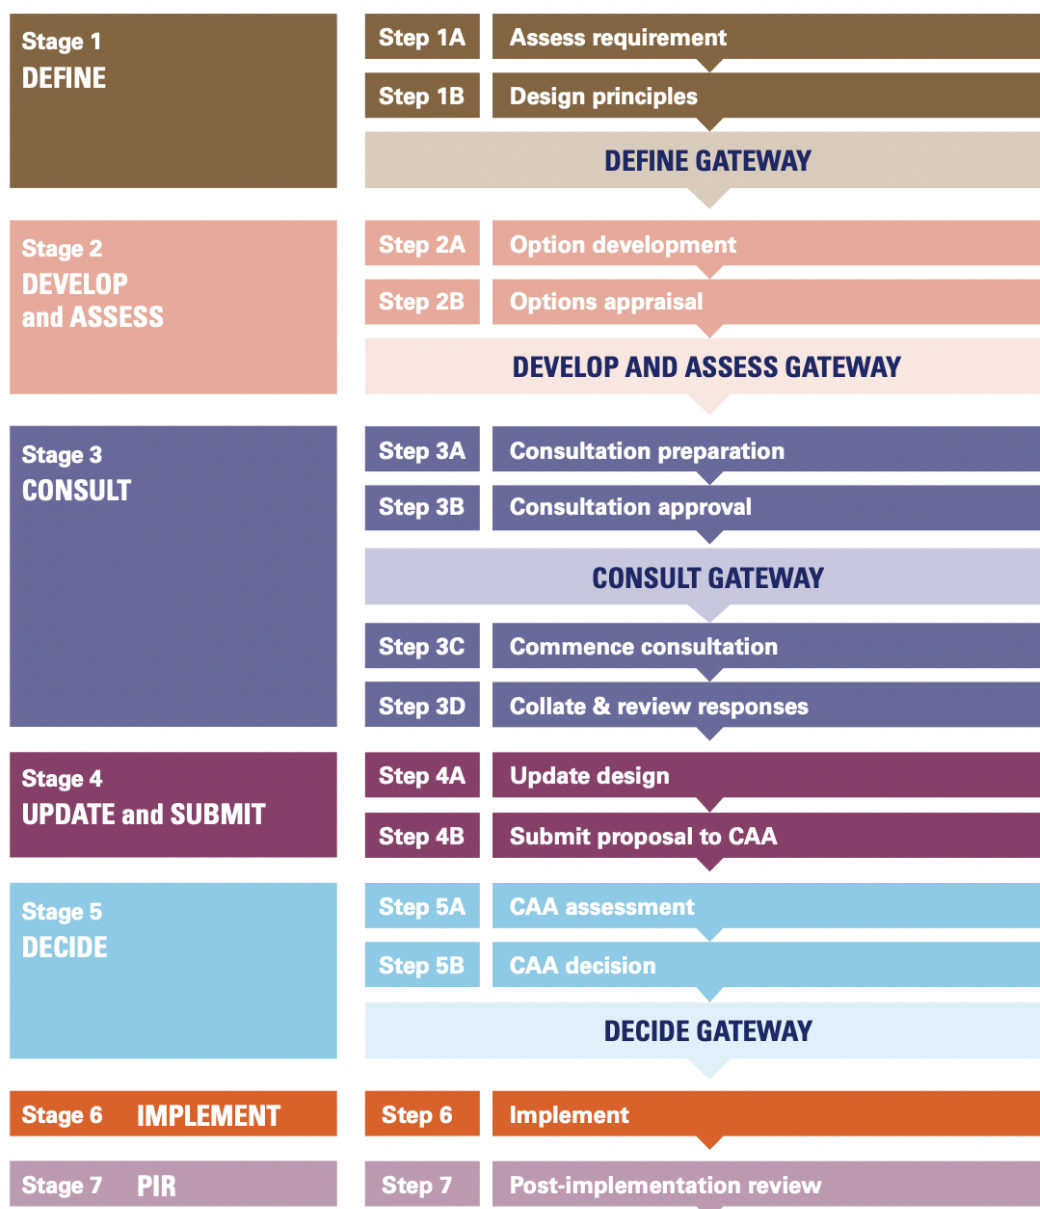 Stage 1
DEFINE
Step 1A Assess requirement
Step 1B Design principles
DEFINE GATEWAY
Stage 2
DEVELOP
and ASSESS
Step 2A Option development
Step 2B Options appraisal
DEVELOP AND ASSESS GATEWAY
Stage 3
CONSULT
Step 3A Consultation preparation
Step 3B Consultation approval
CONSULT GATEWAY
Step 3C Commence consultation
Step 3D Collate & review responses
Stage 4
UPDATE and SUBMIT
Step 4A Update design
Step 4B Submit proposal to CAA
Stage 5
DECIDE
Step 5A CAA assessment
Step 5B CAA decision
DECIDE GATEWAY
Stage 6 IMPLEMENT
Step 6 Implement
Stage 7 PIR
Step 7 Post-implementation review